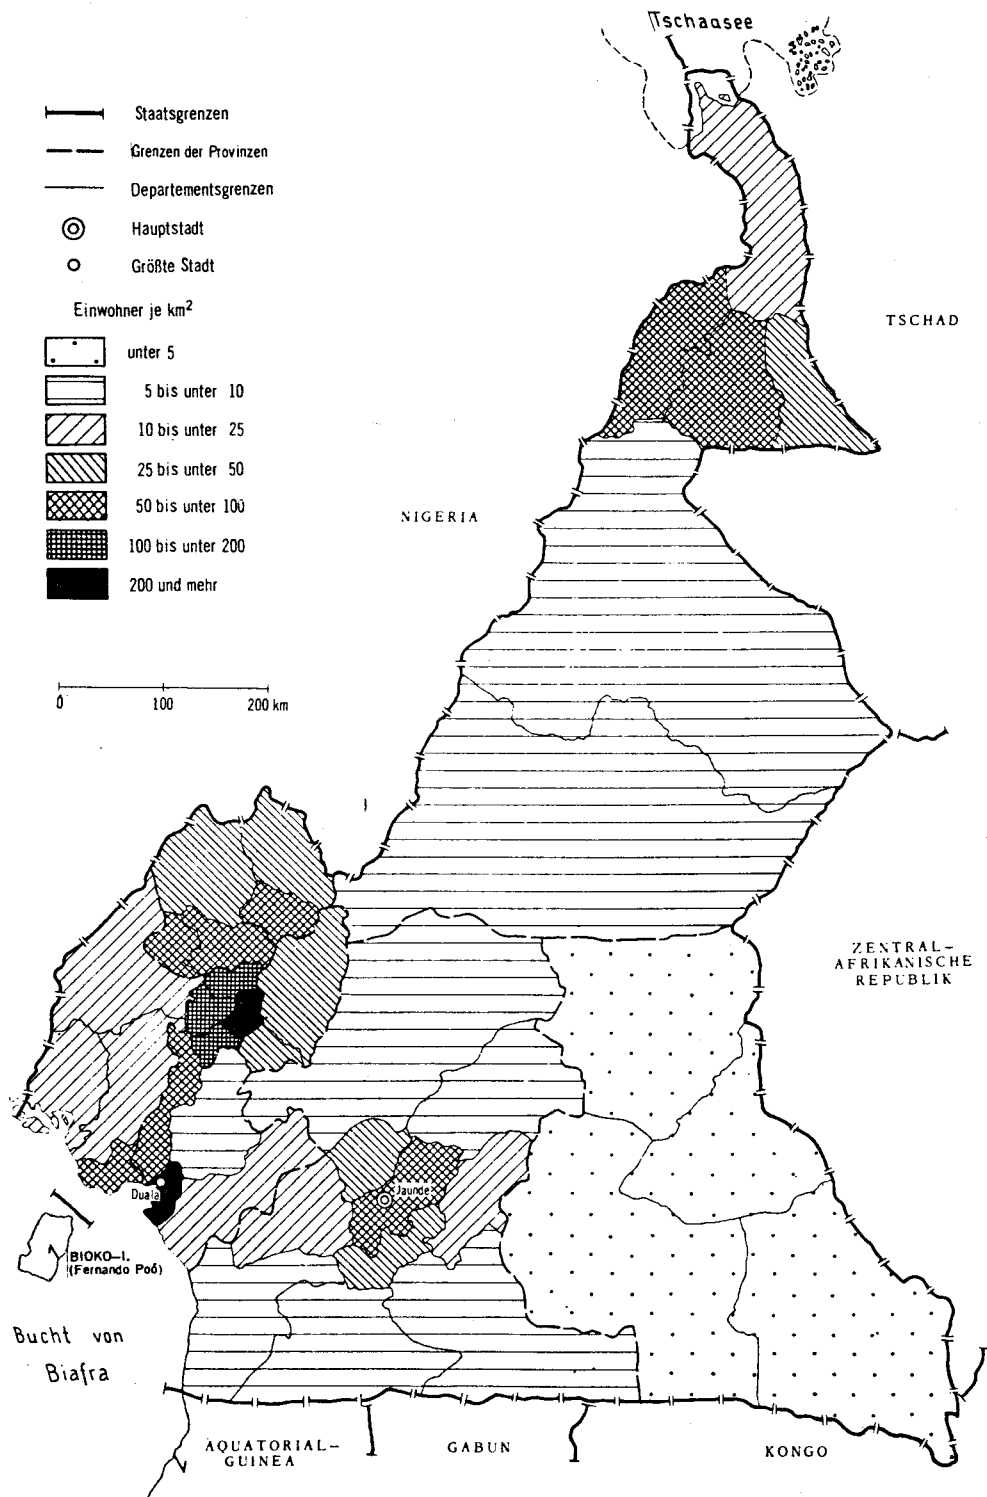 Tschadsee
Staatsgrenzen
Grenzen der Provinzen
Departementsgrenzen
Hauptstadt
Größte Stadt
Einwohner je km²
unter 5
5 bis unter 10
10 bis unter 25
25 bis unter 50
50 bis unter 100
100 bis unter 200
200 und mehr
0 100 200 km
TSCHAD
NIGERIA
ZENTRAL-
AFRIKANISCHE
REPUBLIK
Duala
Jaunde
BIOKO-I.
(Fernando Poó)
Bucht von
Biafra
ÄQUATORIAL-
GUINEA
GABUN
KONGO